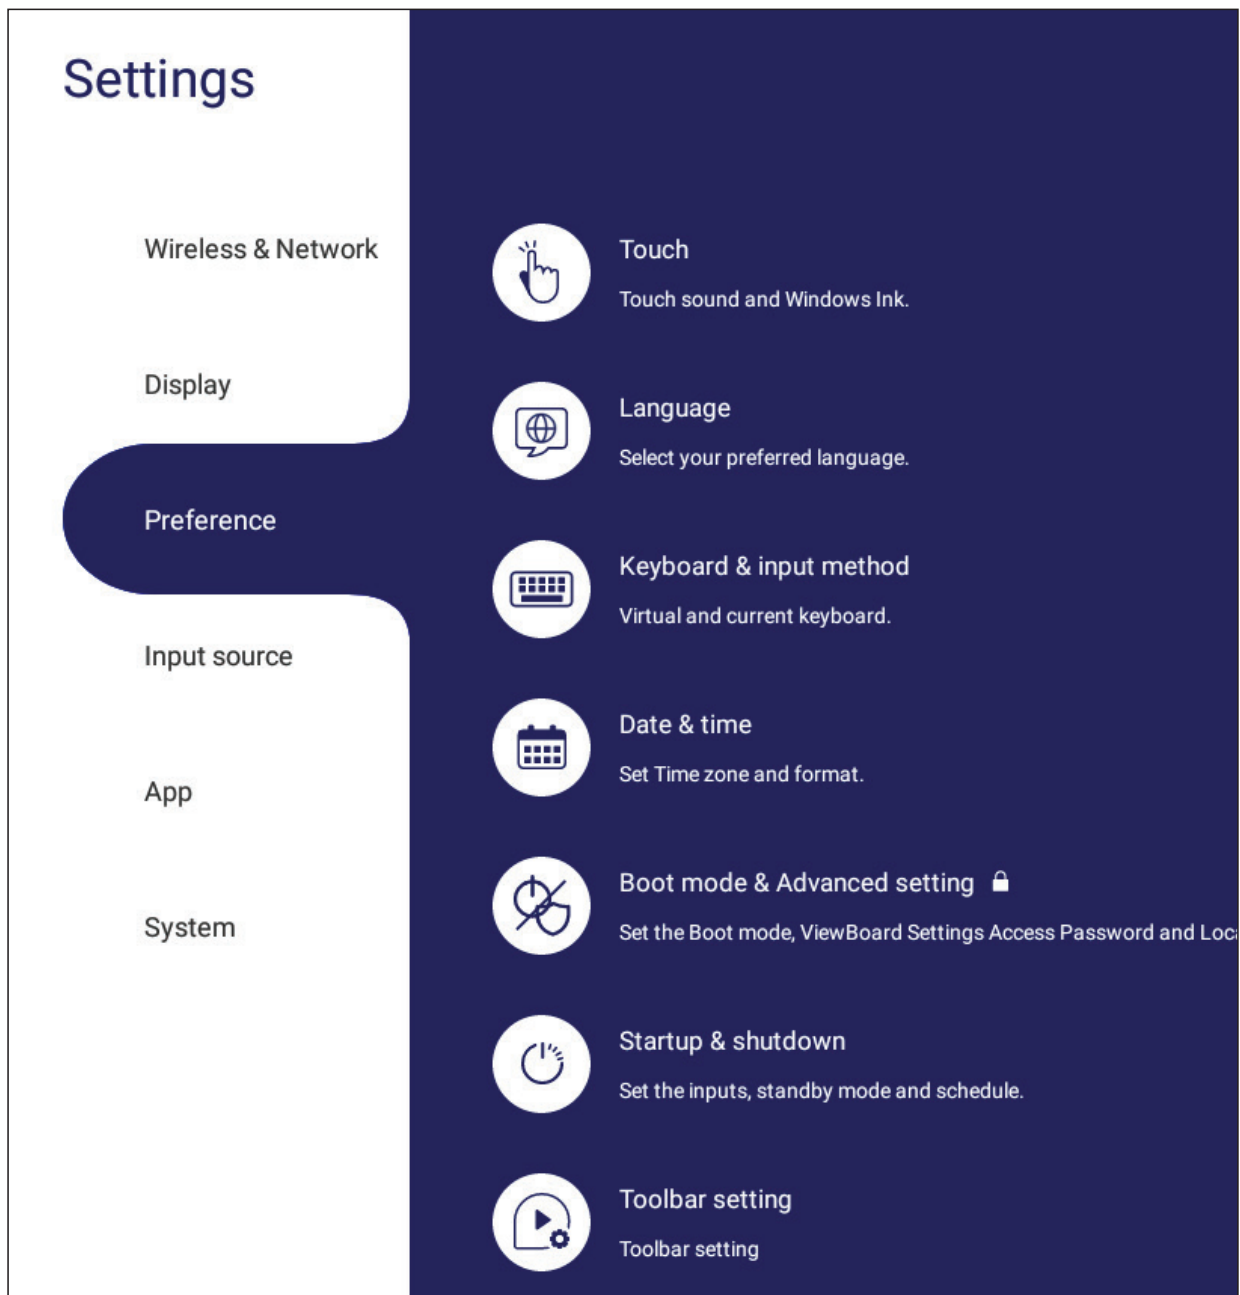 Settings
Wireless & Network
Display
Preference
Input source
App
System
Touch
Touch sound and Windows Ink.
Language
Select your preferred language.
Keyboard & input method
Virtual and current keyboard.
Date & time
Set Time zone and format.
Boot mode & Advanced setting
Set the Boot mode, ViewBoard Settings Access Password and
Startup & shutdown
Set the inputs, standby mode and schedule.
Toolbar setting
Toolbar setting